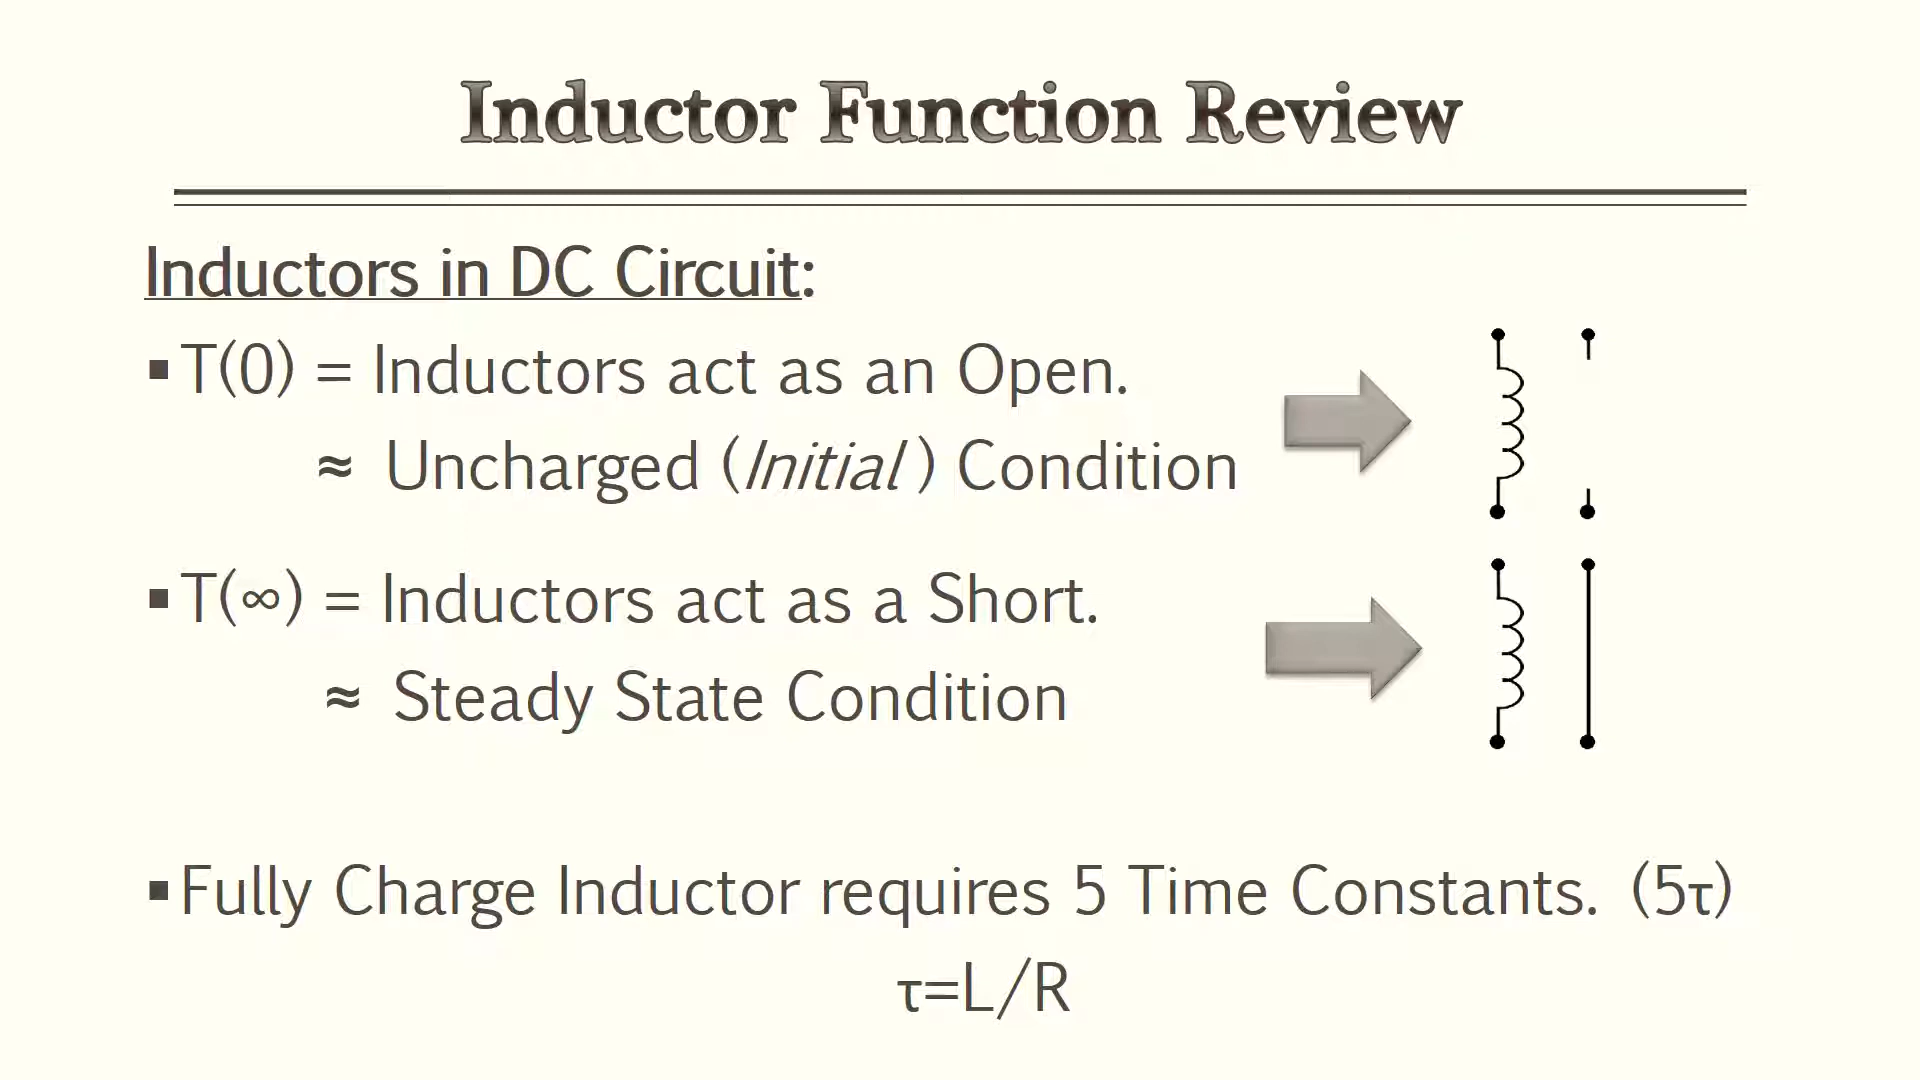 Inductor Function Review
Inductors in DC Circuit:
▪ T(0) = Inductors act as an Open.
≈ Uncharged (Initial) Condition
▪ T(∞) = Inductors act as a Short.
≈ Steady State Condition
▪ Fully Charge Inductor requires 5 Time Constants. (5τ)
τ=L/R